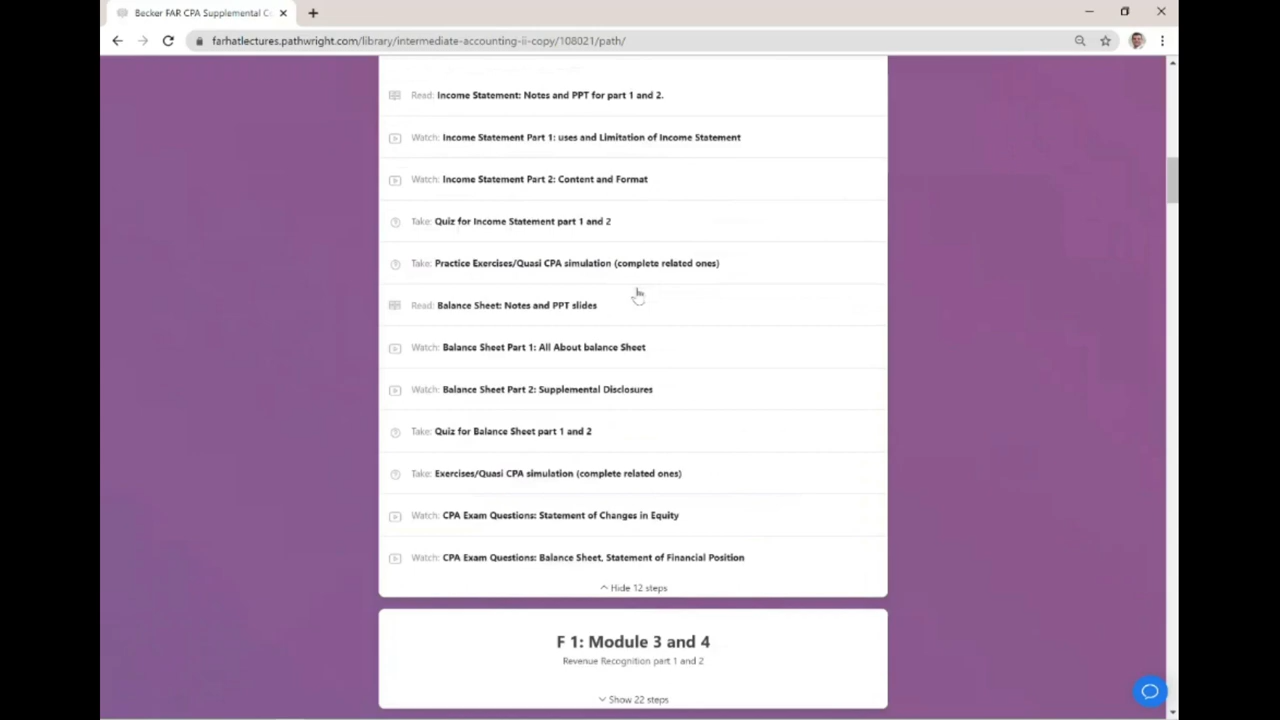 Becker FAR CPA Supplemental C
farhatlectures.pathwright.com/library/intermediate-accounting-ii-copy/108021/path/
Read: Income Statement: Notes and PPT for part 1 and 2.
Watch: Income Statement Part 1: uses and Limitation of Income Statement
Watch: Income Statement Part 2: Content and Format
Take: Quiz for Income Statement part 1 and 2
Take: Practice Exercises/Quasi CPA simulation (complete related ones)
Read: Balance Sheet: Notes and PPT slides
Watch: Balance Sheet Part 1: All About balance Sheet
Watch: Balance Sheet Part 2: Supplemental Disclosures
Take: Quiz for Balance Sheet part 1 and 2
Take: Exercises/Quasi CPA simulation (complete related ones)
Watch: CPA Exam Questions: Statement of Changes in Equity
Watch: CPA Exam Questions: Balance Sheet, Statement of Financial Position
Hide 12 steps
F 1: Module 3 and 4
Revenue Recognition part 1 and 2
Show 22 steps